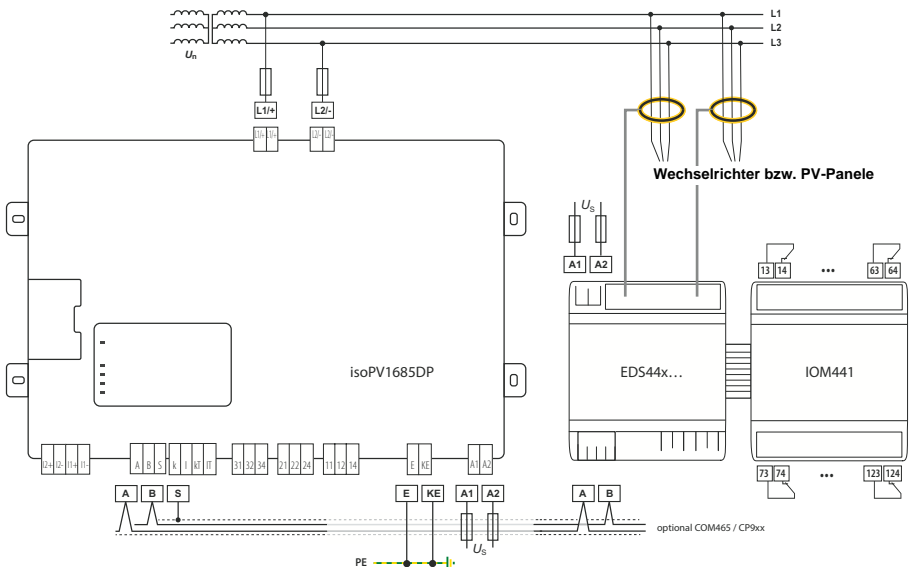 L1
L2
L3
Un
L1/+ L2/-
L1/+ L1/+ L2/- L2/-
Wechselrichter bzw. PV-Panele
US
A1 A2
13 14 ••• 63 64
isoPV1685DP
EDS44x…
IOM441
I2+ I2- I1+ I1- A B S k l kT lT 31 32 34 21 22 24 11 12 14 E KE A1 A2
73 74 ••• 123 124
A B S E KE A1 A2 A B
optional COM465 / CP9xx
US
PE